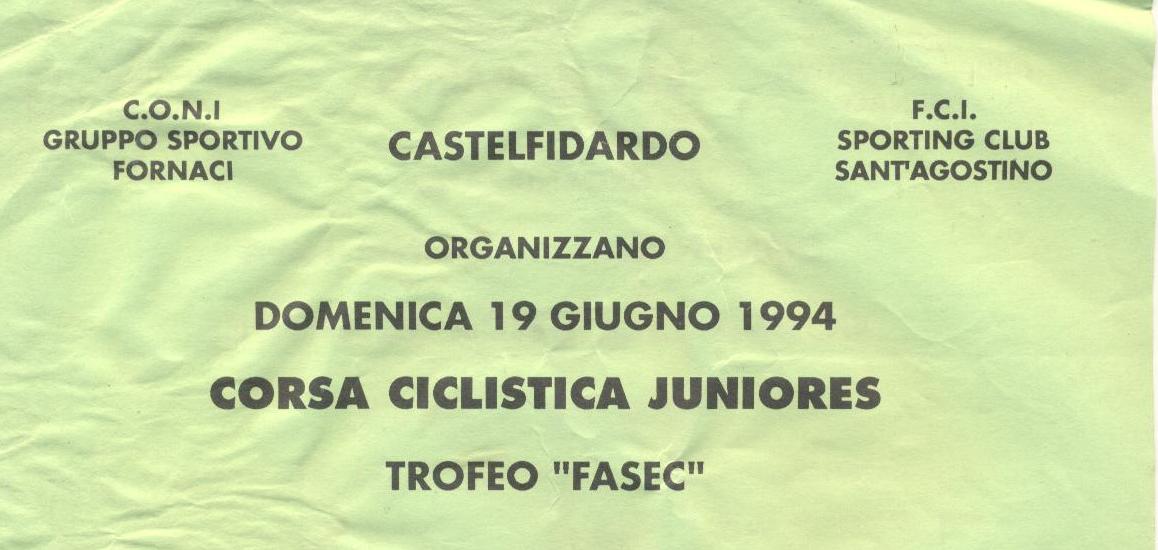 C.O.N.I
GRUPPO SPORTIVO
FORNACI
CASTELFIDARDO
F.C.I.
SPORTING CLUB
SANT'AGOSTINO
ORGANIZZANO
DOMENICA 19 GIUGNO 1994
CORSA CICLISTICA JUNIORES
TROFEO "FASEC"